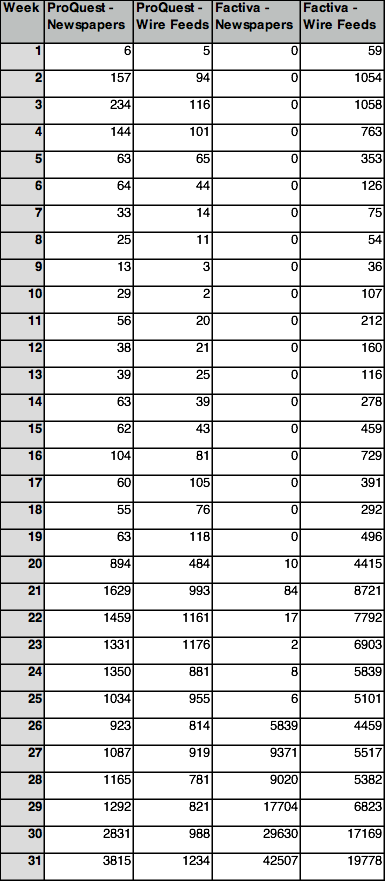 Week ProQuest - Newspapers ProQuest - Wire Feeds Factiva - Newspapers Factiva - Wire Feeds
1 6 5 0 59
2 157 94 0 1054
3 234 116 0 1058
4 144 101 0 763
5 63 65 0 353
6 64 44 0 126
7 33 14 0 75
8 25 11 0 54
9 13 3 0 36
10 29 2 0 107
11 56 20 0 212
12 38 21 0 160
13 39 25 0 116
14 63 39 0 278
15 62 43 0 459
16 104 81 0 729
17 60 105 0 391
18 55 76 0 292
19 63 118 0 496
20 894 484 10 4415
21 1629 993 84 8721
22 1459 1161 17 7792
23 1331 1176 2 6903
24 1350 881 8 5839
25 1034 955 6 5101
26 923 814 5839 4459
27 1087 919 9371 5517
28 1165 781 9020 5382
29 1292 821 17704 6823
30 2831 988 29630 17169
31 3815 1234 42507 19778